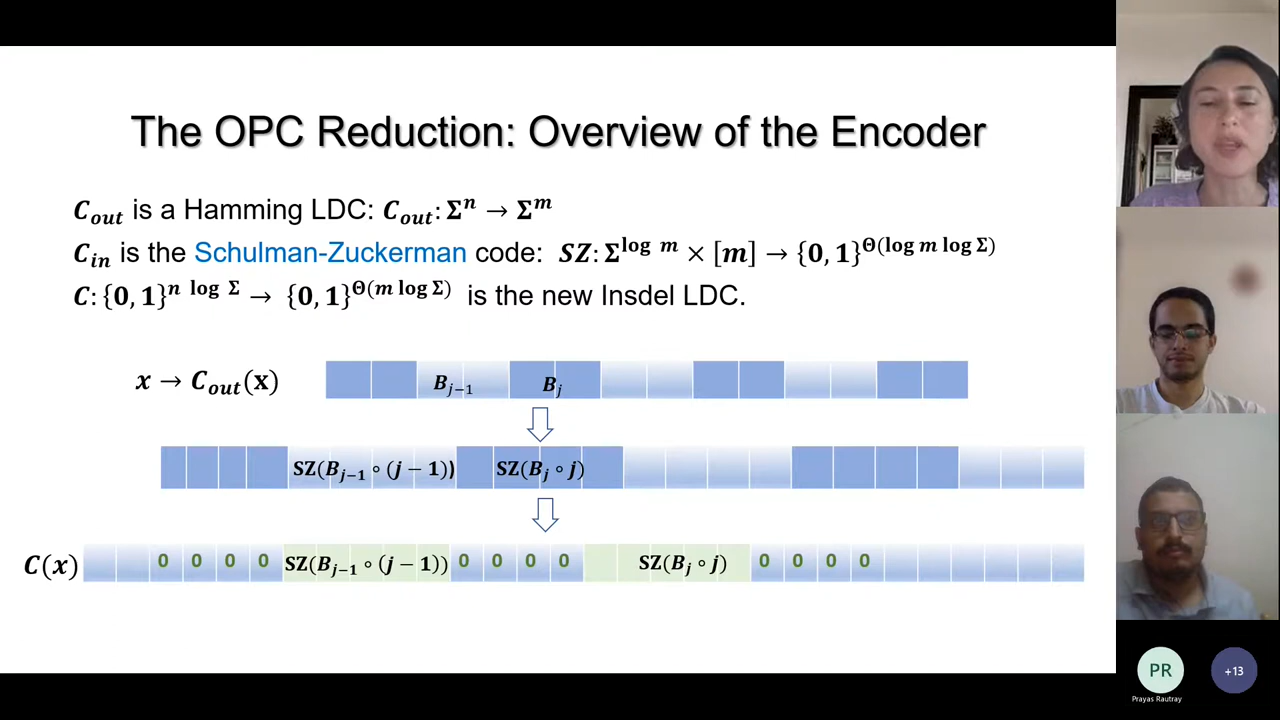 The OPC Reduction: Overview of the Encoder
C_out is a Hamming LDC: C_out: Σ^n → Σ^m
C_in is the Schulman-Zuckerman code: SZ: Σ^{log m} × [m] → {0, 1}^{Θ(log m log Σ)}
C: {0, 1}^{n log Σ} → {0, 1}^{Θ(m log Σ)} is the new Insdel LDC.
x → C_out(x) B_{j−1} B_j
SZ(B_{j−1} ∘ (j − 1)) SZ(B_j ∘ j)
C(x) 0 0 0 0 SZ(B_{j−1} ∘ (j − 1)) 0 0 0 0 SZ(B_j ∘ j) 0 0 0 0
PR
Prayas Rautray
+13